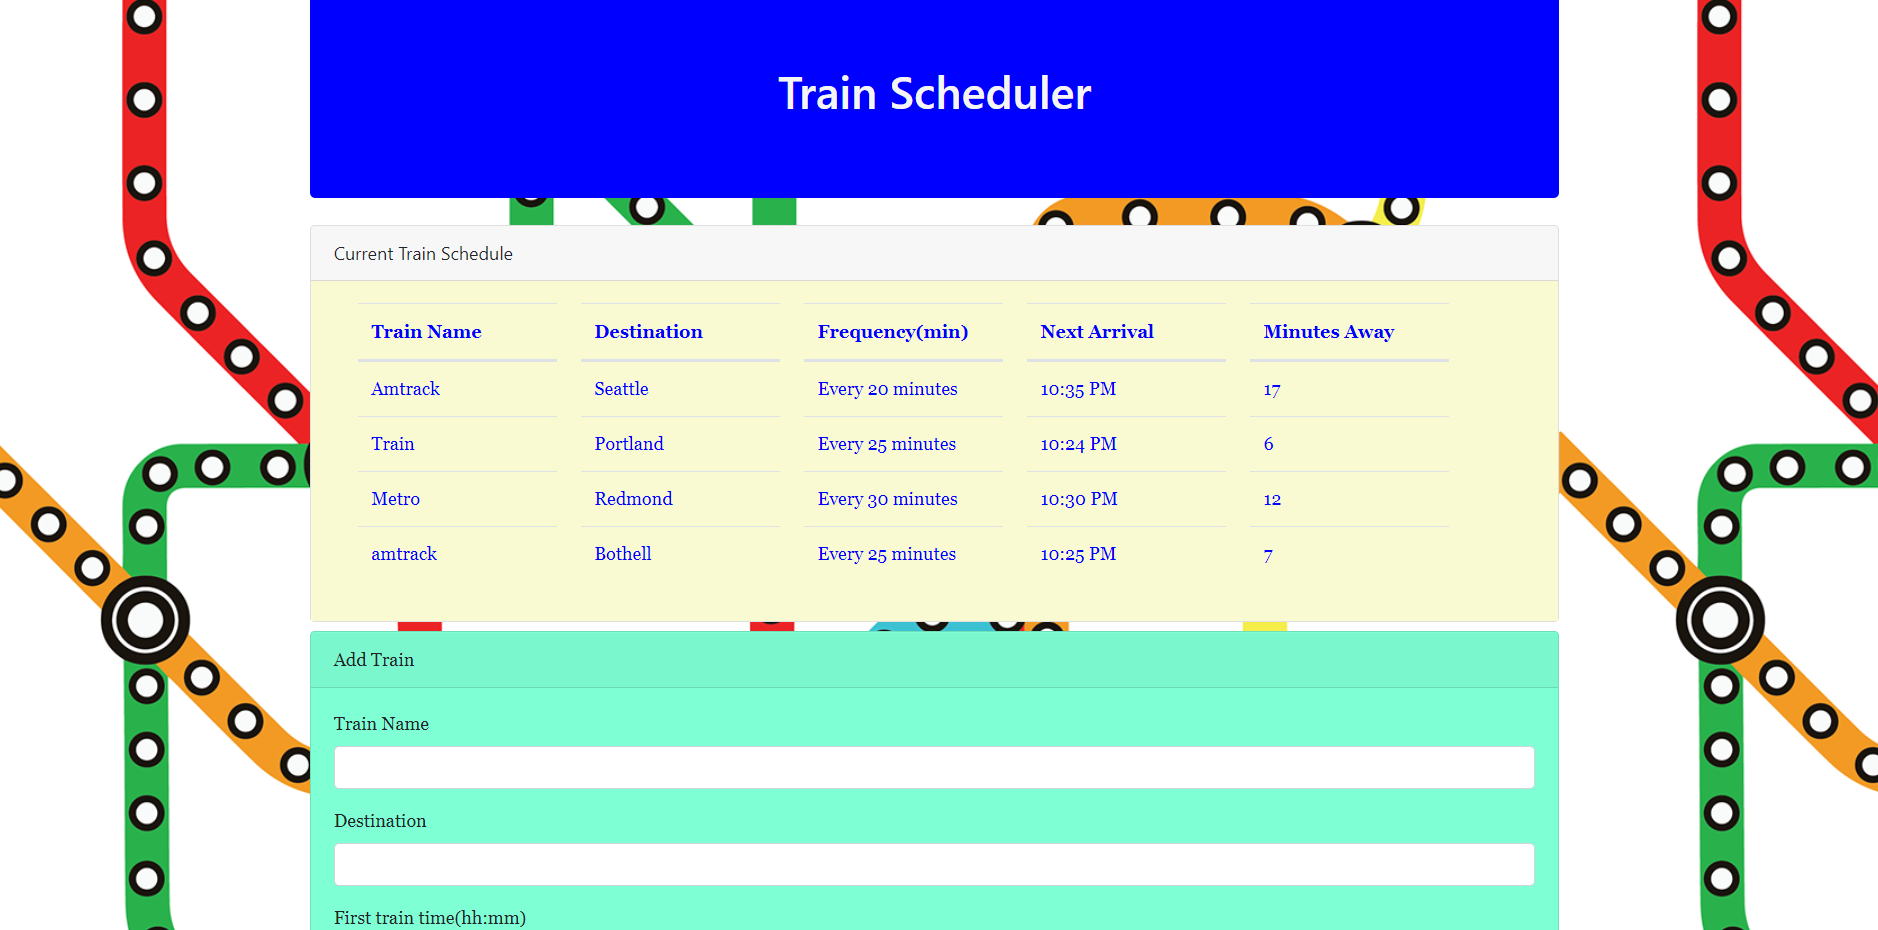 Train Scheduler
Current Train Schedule
Train Name Destination Frequency(min) Next Arrival Minutes Away
Amtrack Seattle Every 20 minutes 10:35 PM 17
Train Portland Every 25 minutes 10:24 PM 6
Metro Redmond Every 30 minutes 10:30 PM 12
amtrack Bothell Every 25 minutes 10:25 PM 7
Add Train
Train Name
Destination
First train time(hh:mm)